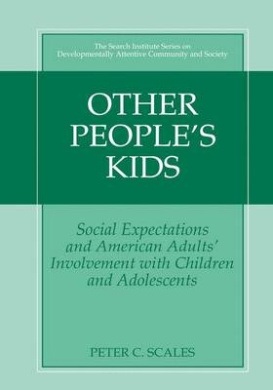 The Search Institute Series on
Developmentally Attentive Community and Society
OTHER
PEOPLE'S
KIDS
Social Expectations
and American Adults'
Involvement with Children
and Adolescents
PETER C. SCALES